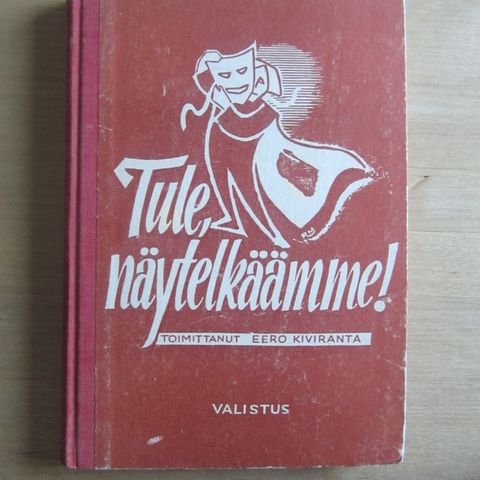 Tule,
näytelkäämme!
TOIMITTANUT EERO KIVIRANTA
VALISTUS